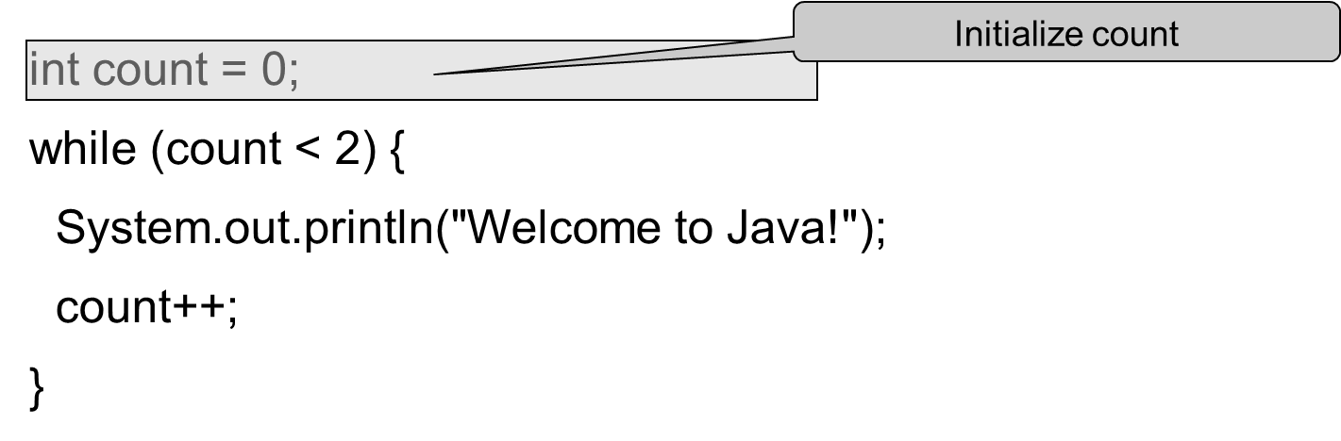 Initialize count
int count = 0;
while (count < 2) {
System.out.println("Welcome to Java!");
count++;
}